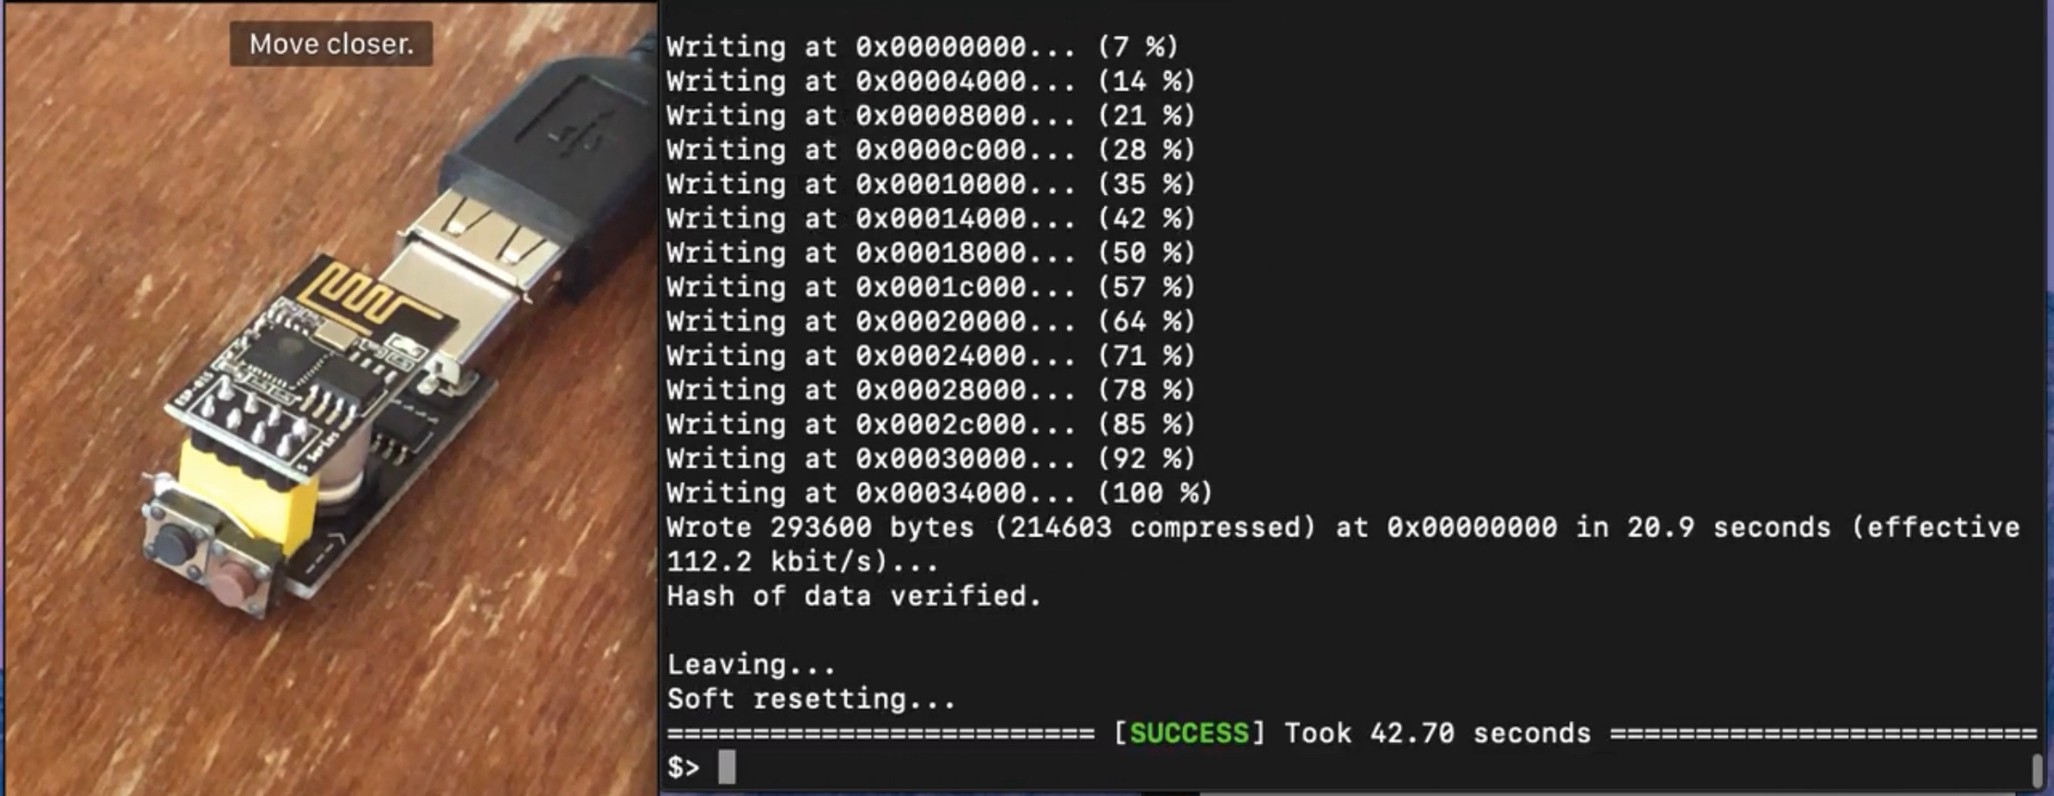 Move closer.
Writing at 0x00000000... (7 %)
Writing at 0x00004000... (14 %)
Writing at 0x00008000... (21 %)
Writing at 0x0000c000... (28 %)
Writing at 0x00010000... (35 %)
Writing at 0x00014000... (42 %)
Writing at 0x00018000... (50 %)
Writing at 0x0001c000... (57 %)
Writing at 0x00020000... (64 %)
Writing at 0x00024000... (71 %)
Writing at 0x00028000... (78 %)
Writing at 0x0002c000... (85 %)
Writing at 0x00030000... (92 %)
Writing at 0x00034000... (100 %)
Wrote 293600 bytes (214603 compressed) at 0x00000000 in 20.9 seconds (effective
112.2 kbit/s)...
Hash of data verified.
Leaving...
Soft resetting...
========================= [SUCCESS] Took 42.70 seconds =========================
$>